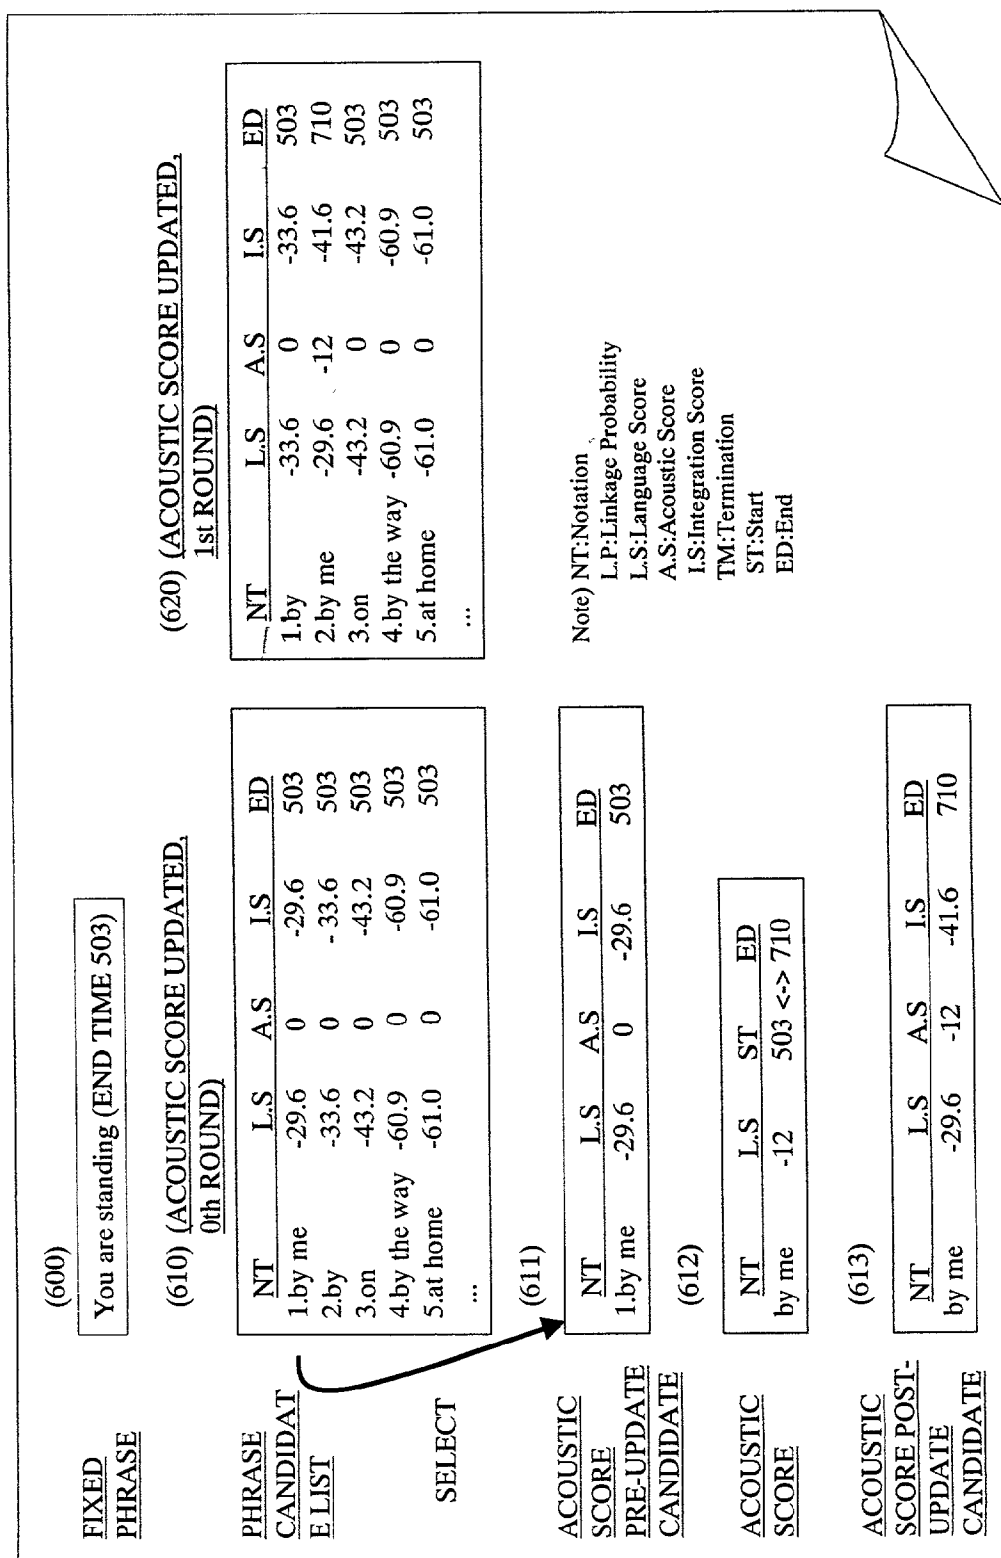 FIXED
PHRASE
(600)
You are standing (END TIME 503)
PHRASE
CANDIDAT
E LIST
SELECT
(610) (ACOUSTIC SCORE UPDATED,
0th ROUND)
NT L.S A.S I.S ED
1.by me -29.6 0 -29.6 503
2.by -33.6 0 -33.6 503
3.on -43.2 0 -43.2 503
4.by the way -60.9 0 -60.9 503
5.at home -61.0 0 -61.0 503
...
(620) (ACOUSTIC SCORE UPDATED,
1st ROUND)
NT L.S A.S I.S ED
1.by -33.6 0 -33.6 503
2.by me -29.6 -12 -41.6 710
3.on -43.2 0 -43.2 503
4.by the way -60.9 0 -60.9 503
5.at home -61.0 0 -61.0 503
...
ACOUSTIC
SCORE
PRE-UPDATE
CANDIDATE
(611)
NT L.S A.S I.S ED
1.by me -29.6 0 -29.6 503
Note) NT:Notation
L.P:Linkage Probability
L.S:Language Score
A.S:Acoustic Score
I.S:Integration Score
TM:Termination
ST:Start
ED:End
ACOUSTIC
SCORE
(612)
NT L.S ST ED
by me -12 503 <-> 710
ACOUSTIC
SCORE POST-
UPDATE
CANDIDATE
(613)
NT L.S A.S I.S ED
by me -29.6 -12 -41.6 710